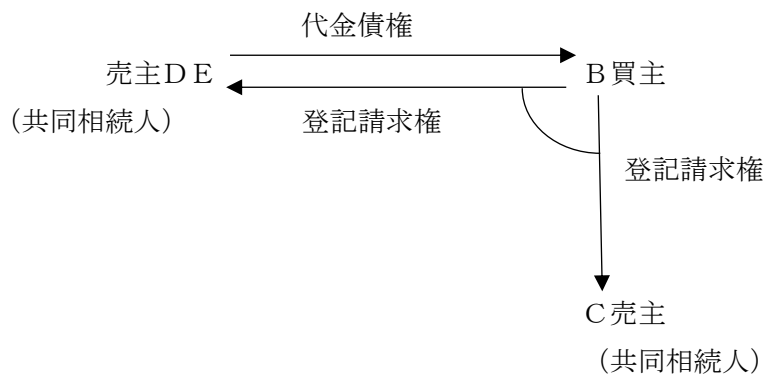 代金債権
売主ＤＥ
Ｂ買主
（共同相続人）
登記請求権
登記請求権
Ｃ売主
（共同相続人）